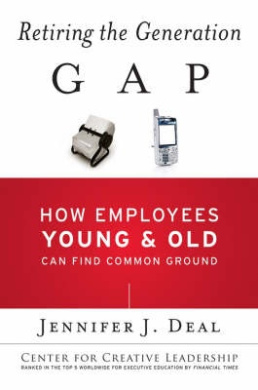 Retiring the Generation
GAP
HOW EMPLOYEES
YOUNG & OLD
CAN FIND COMMON GROUND
JENNIFER J. DEAL
CENTER FOR CREATIVE LEADERSHIP
RANKED IN THE TOP 5 WORLDWIDE FOR EXECUTIVE EDUCATION BY FINANCIAL TIMES